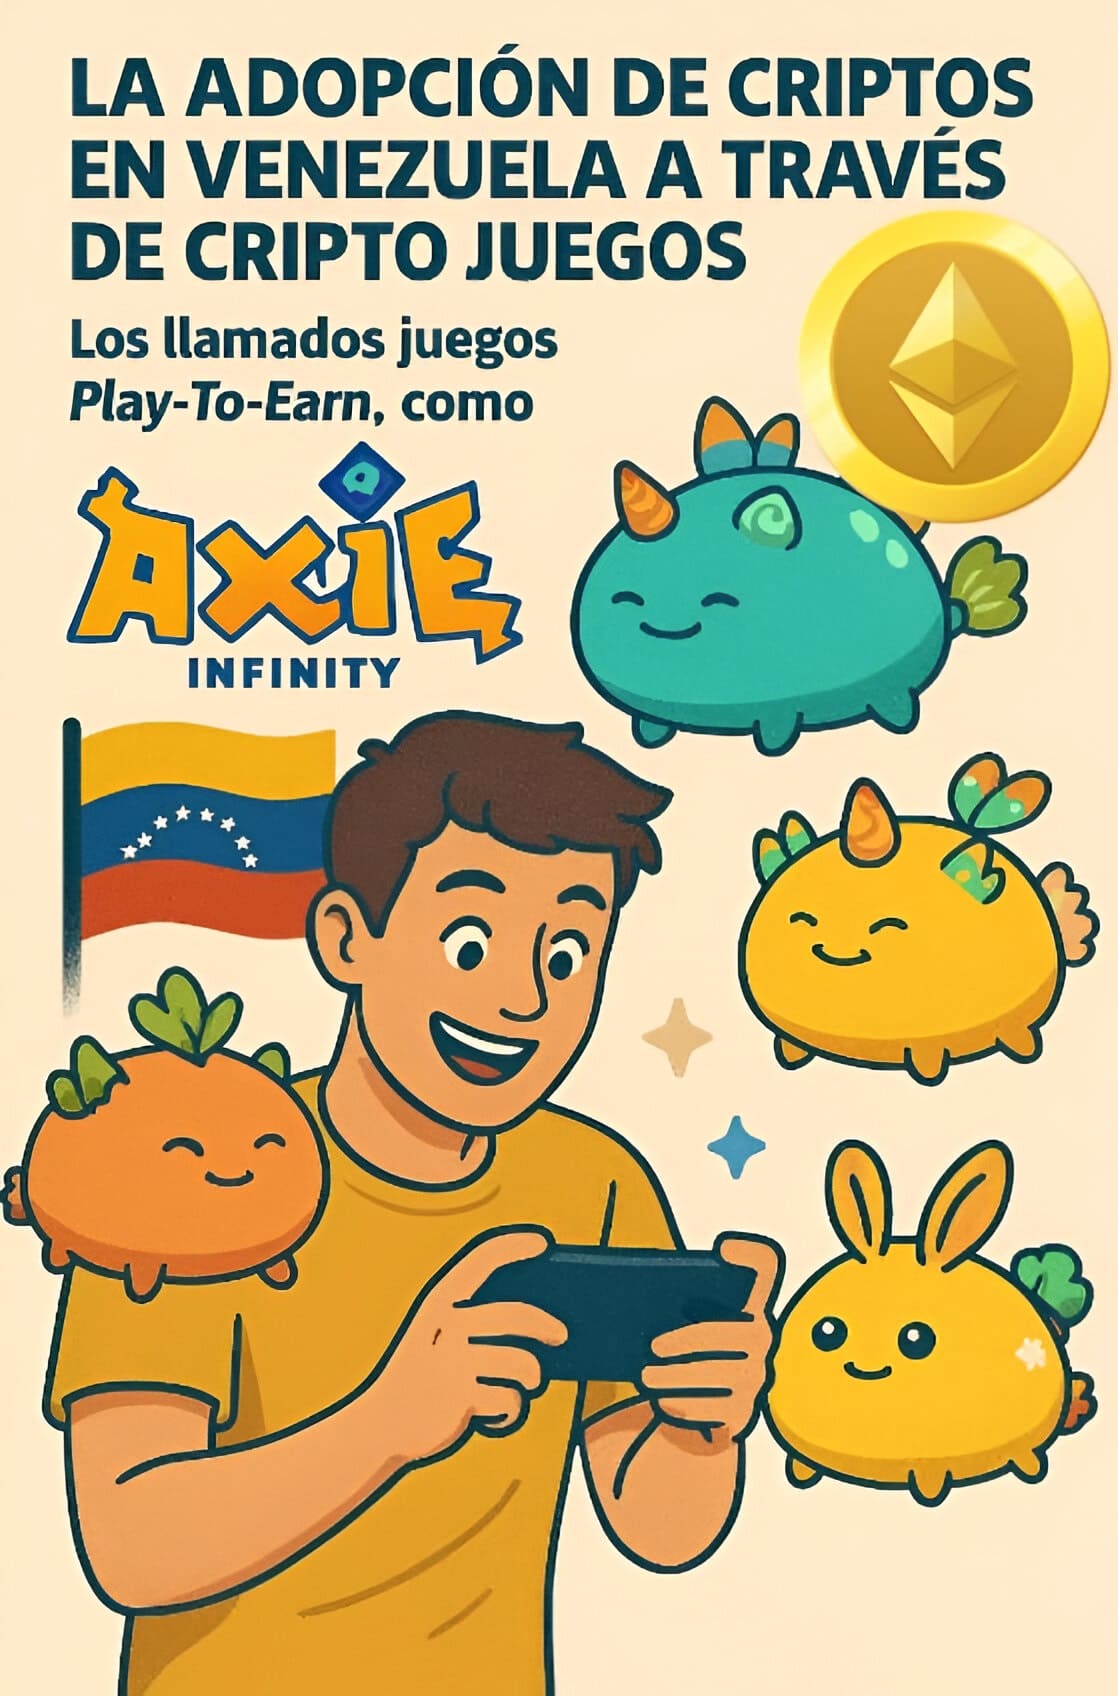 LA ADOPCIÓN DE CRIPTOS
EN VENEZUELA A TRAVÉS
DE CRIPTO JUEGOS
Los llamados juegos
Play-To-Earn, como
AXIE
INFINITY